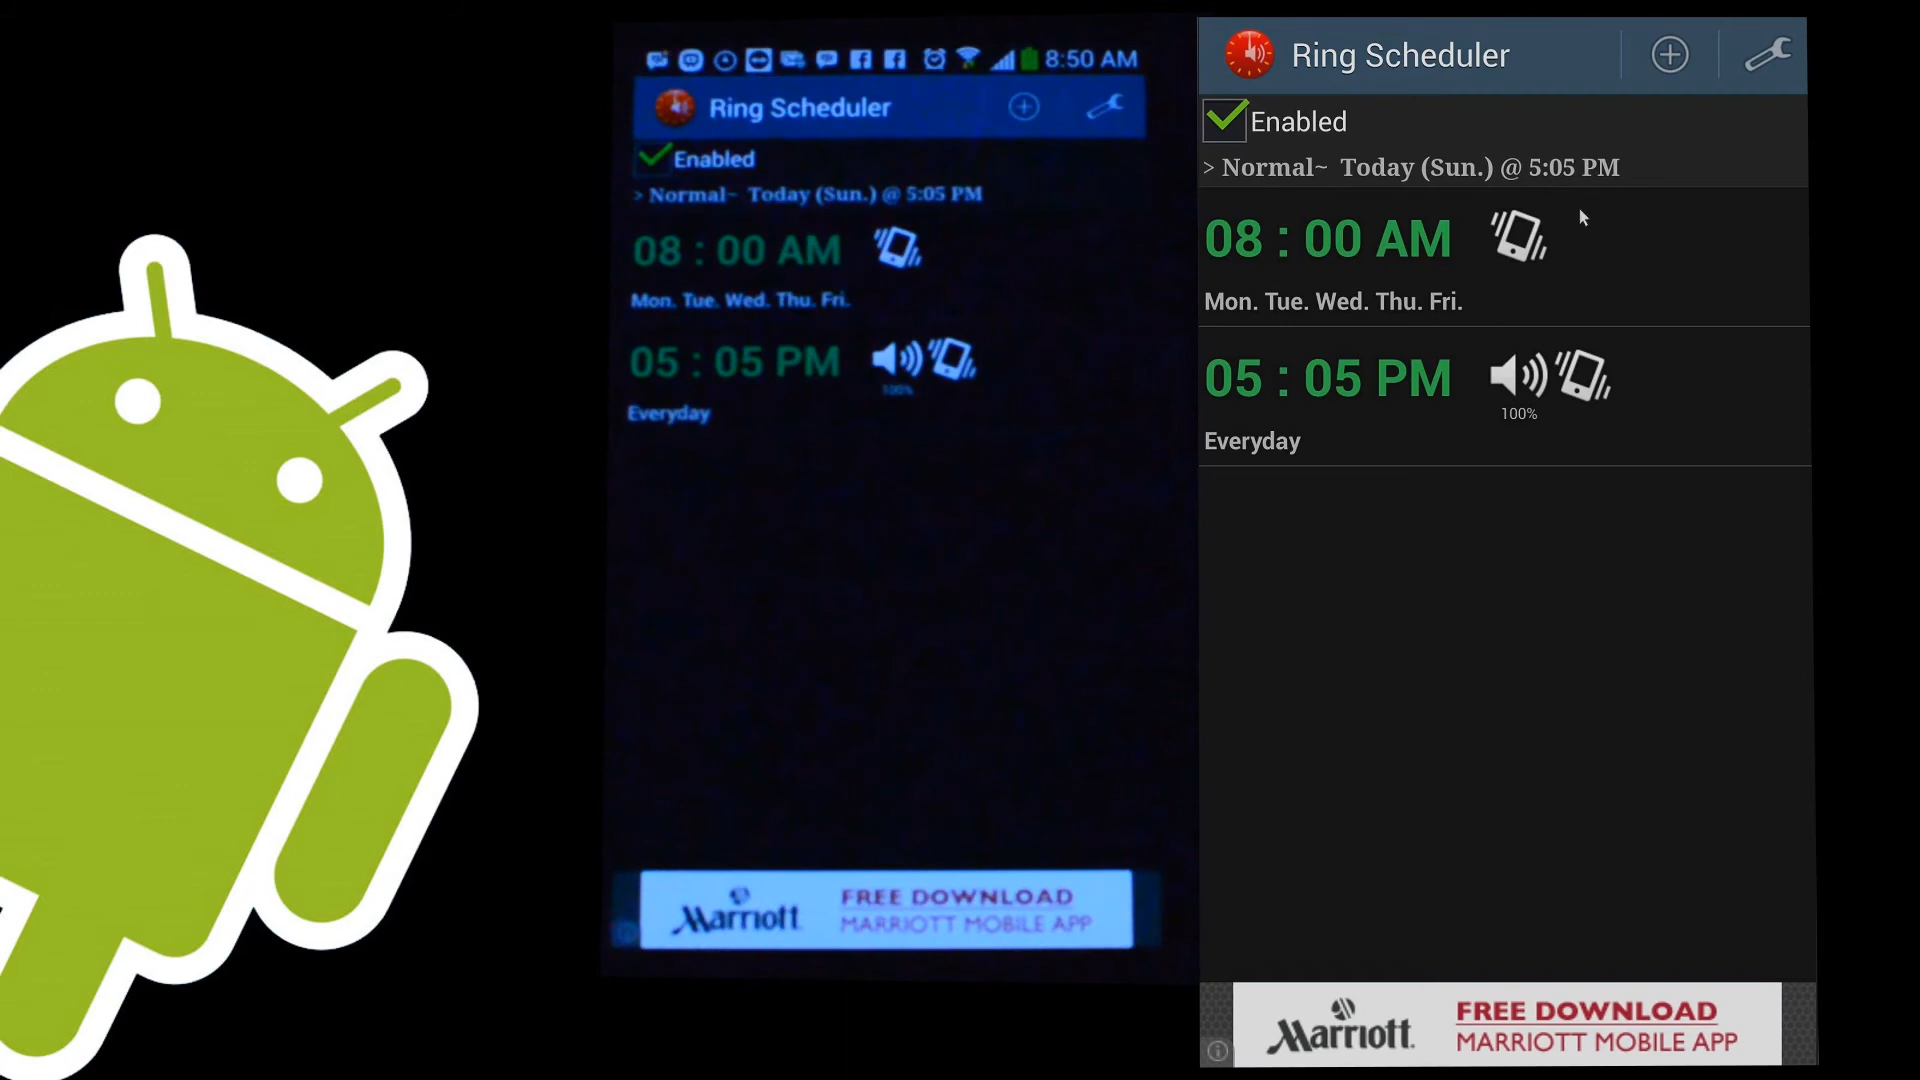 8:50 AM
Ring Scheduler
Enabled
> Normal~ Today (Sun.) @ 5:05 PM
08 : 00 AM
Mon. Tue. Wed. Thu. Fri.
05 : 05 PM
100%
Everyday
Marriott
FREE DOWNLOAD
MARRIOTT MOBILE APP
Ring Scheduler
Enabled
> Normal~ Today (Sun.) @ 5:05 PM
08 : 00 AM
Mon. Tue. Wed. Thu. Fri.
05 : 05 PM
100%
Everyday
Marriott.
FREE DOWNLOAD
MARRIOTT MOBILE APP